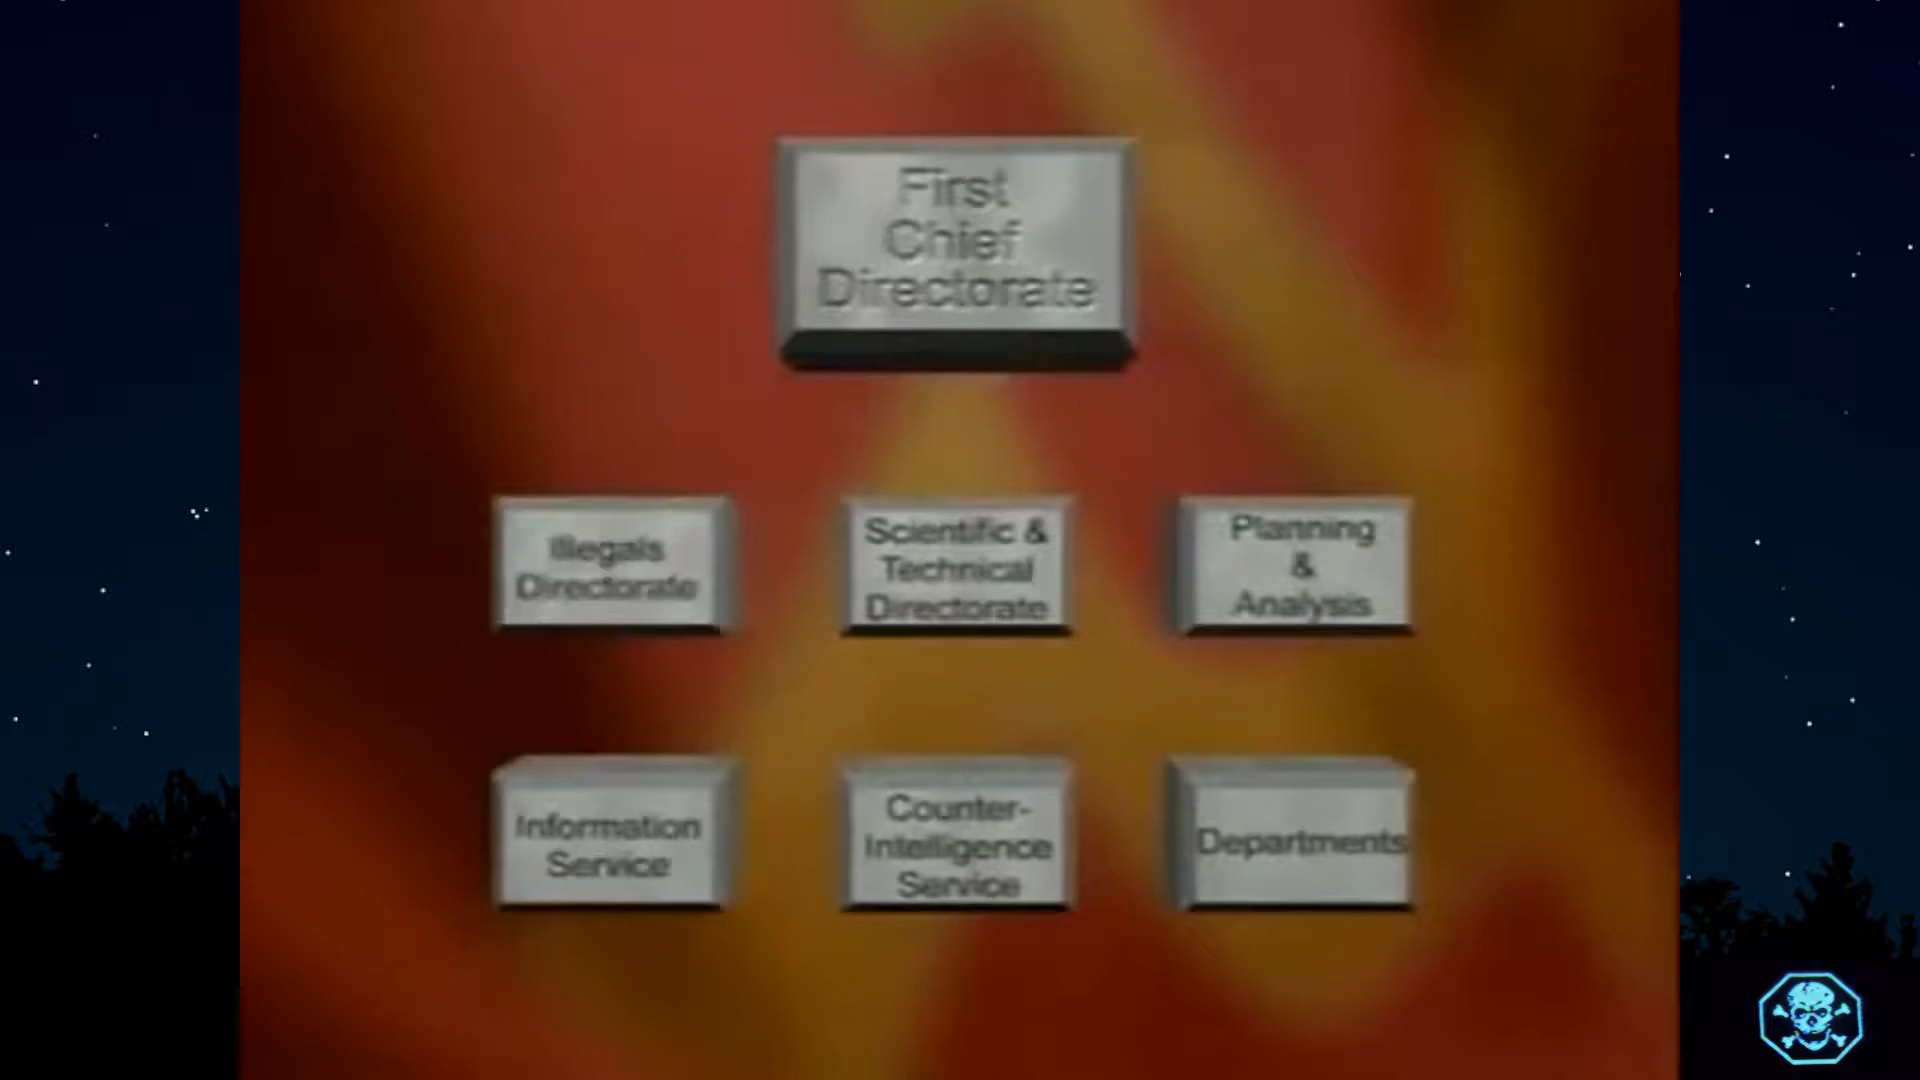 First
Chief
Directorate
Illegals
Directorate
Scientific &
Technical
Directorate
Planning
&
Analysis
Information
Service
Counter-
Intelligence
Service
Departments